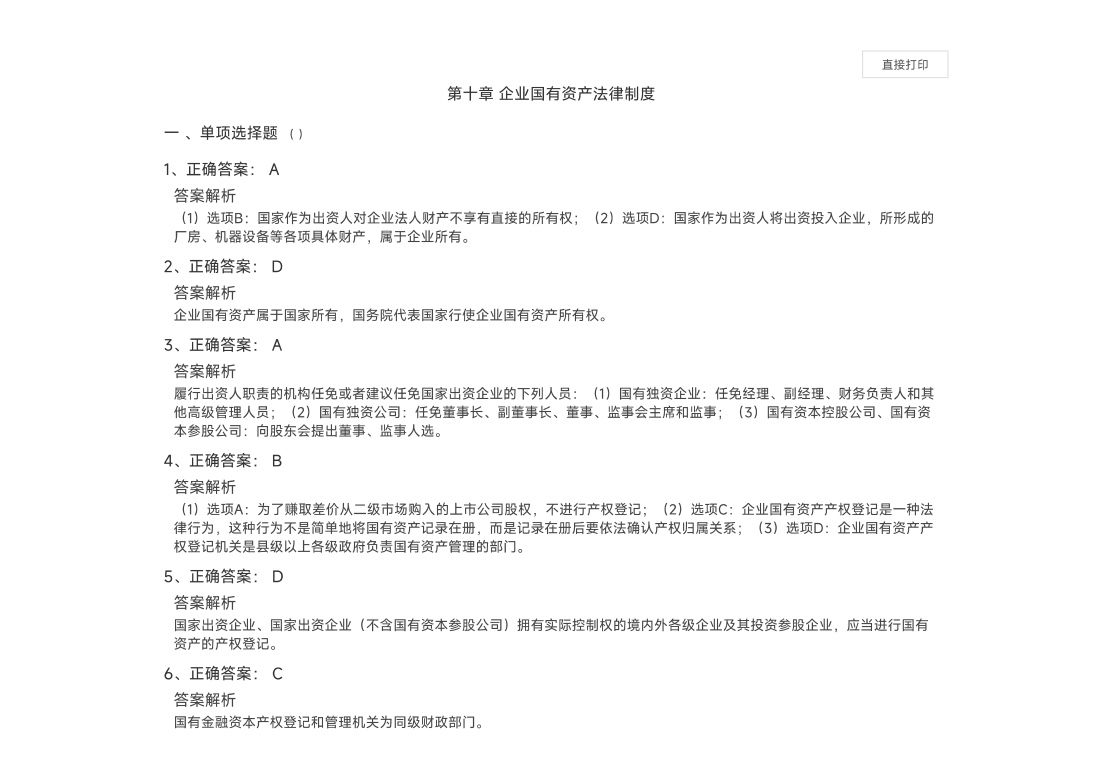 直接打印
第十章 企业国有资产法律制度
一 、单项选择题 （ ）
1、正确答案： A
答案解析
（1）选项B：国家作为出资人对企业法人财产不享有直接的所有权；（2）选项D：国家作为出资人将出资投入企业，所形成的
厂房、机器设备等各项具体财产，属于企业所有。
2、正确答案： D
答案解析
企业国有资产属于国家所有，国务院代表国家行使企业国有资产所有权。
3、正确答案： A
答案解析
履行出资人职责的机构任免或者建议任免国家出资企业的下列人员：（1）国有独资企业：任免经理、副经理、财务负责人和其
他高级管理人员；（2）国有独资公司：任免董事长、副董事长、董事、监事会主席和监事；（3）国有资本控股公司、国有资
本参股公司：向股东会提出董事、监事人选。
4、正确答案： B
答案解析
（1）选项A：为了赚取差价从二级市场购入的上市公司股权，不进行产权登记；（2）选项C：企业国有资产产权登记是一种法
律行为，这种行为不是简单地将国有资产记录在册，而是记录在册后要依法确认产权归属关系；（3）选项D：企业国有资产产
权登记机关是县级以上各级政府负责国有资产管理的部门。
5、正确答案： D
答案解析
国家出资企业、国家出资企业（不含国有资本参股公司）拥有实际控制权的境内外各级企业及其投资参股企业，应当进行国有
资产的产权登记。
6、正确答案： C
答案解析
国有金融资本产权登记和管理机关为同级财政部门。